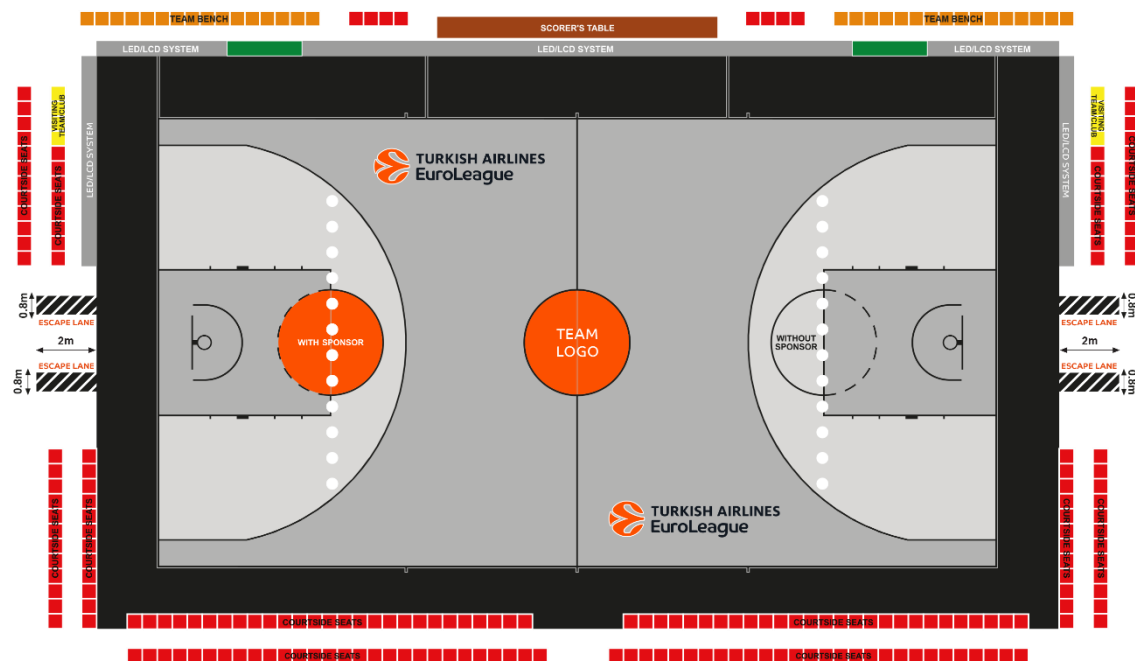 TEAM BENCH
TEAM BENCH
SCORER'S TABLE
LED/LCD SYSTEM
LED/LCD SYSTEM
LED/LCD SYSTEM
COURTSIDE SEATS
VISITING
TEAM/CLUB
COURTSIDE SEATS
LED/LCD SYSTEM
TURKISH AIRLINES
EuroLeague
LED/LCD SYSTEM
VISITING
TEAM/CLUB
COURTSIDE SEATS
COURTSIDE SEATS
0.8m
ESCAPE LANE
2m
ESCAPE LANE
0.8m
WITH SPONSOR
TEAM
LOGO
WITHOUT
SPONSOR
0.8m
ESCAPE LANE
2m
ESCAPE LANE
0.8m
COURTSIDE SEATS
COURTSIDE SEATS
TURKISH AIRLINES
EuroLeague
COURTSIDE SEATS
COURTSIDE SEATS
COURTSIDE SEATS
COURTSIDE SEATS
COURTSIDE SEATS
COURTSIDE SEATS